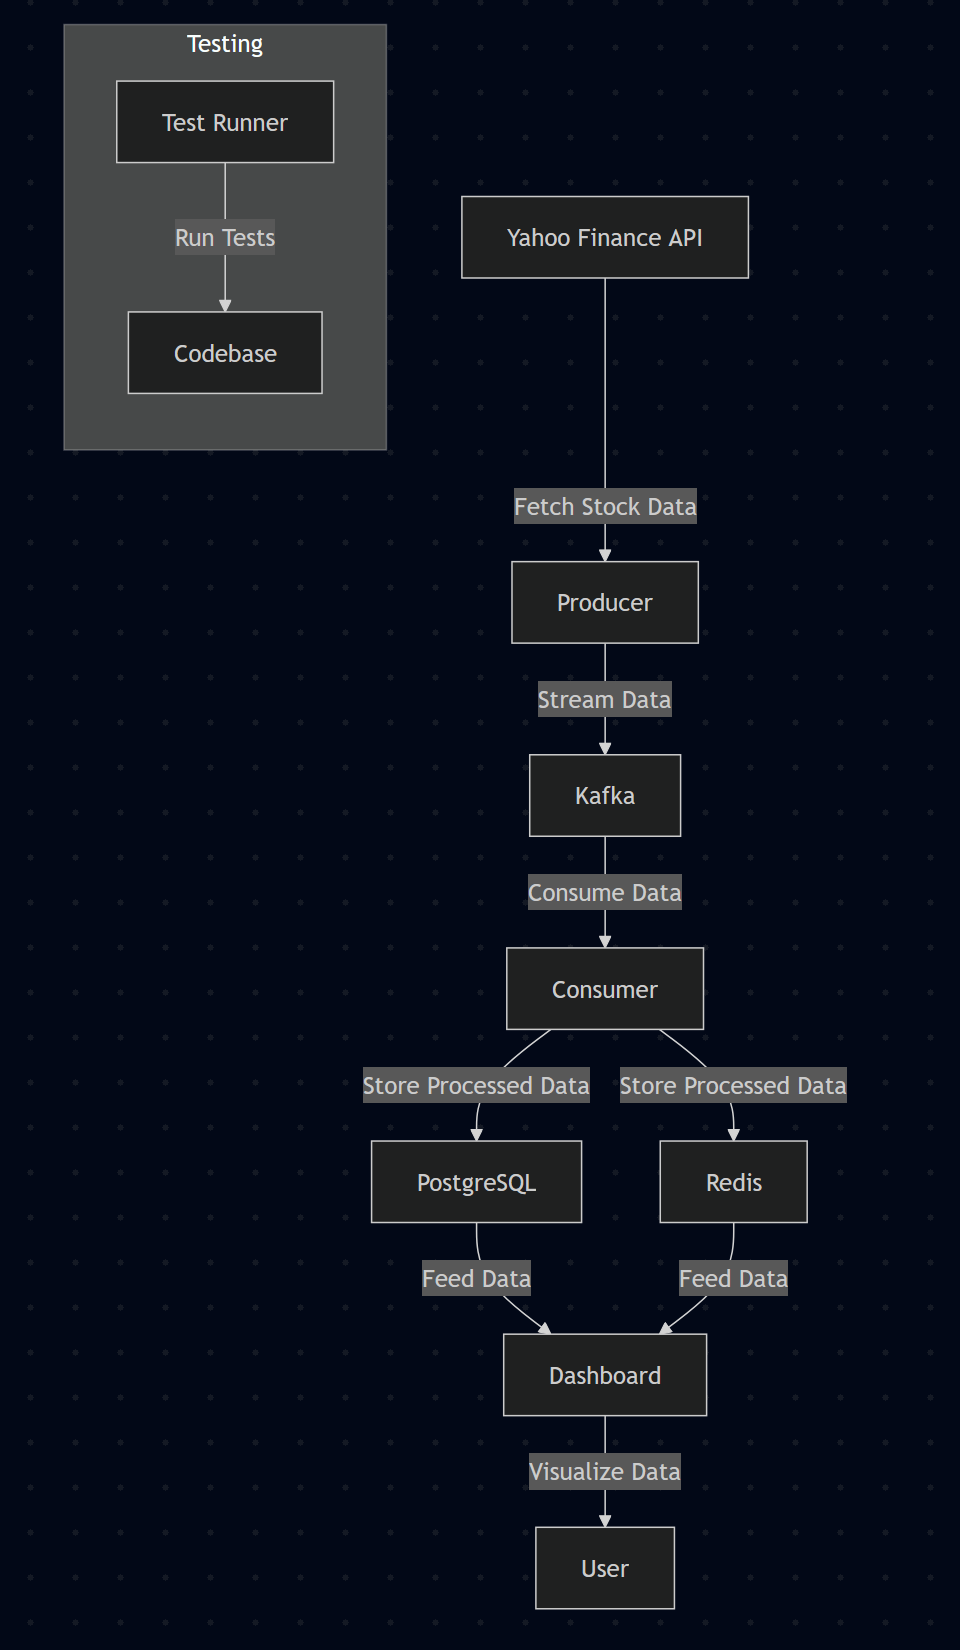 Testing
Test Runner
Run Tests
Codebase
Yahoo Finance API
Fetch Stock Data
Producer
Stream Data
Kafka
Consume Data
Consumer
Store Processed Data
Store Processed Data
PostgreSQL
Redis
Feed Data
Feed Data
Dashboard
Visualize Data
User